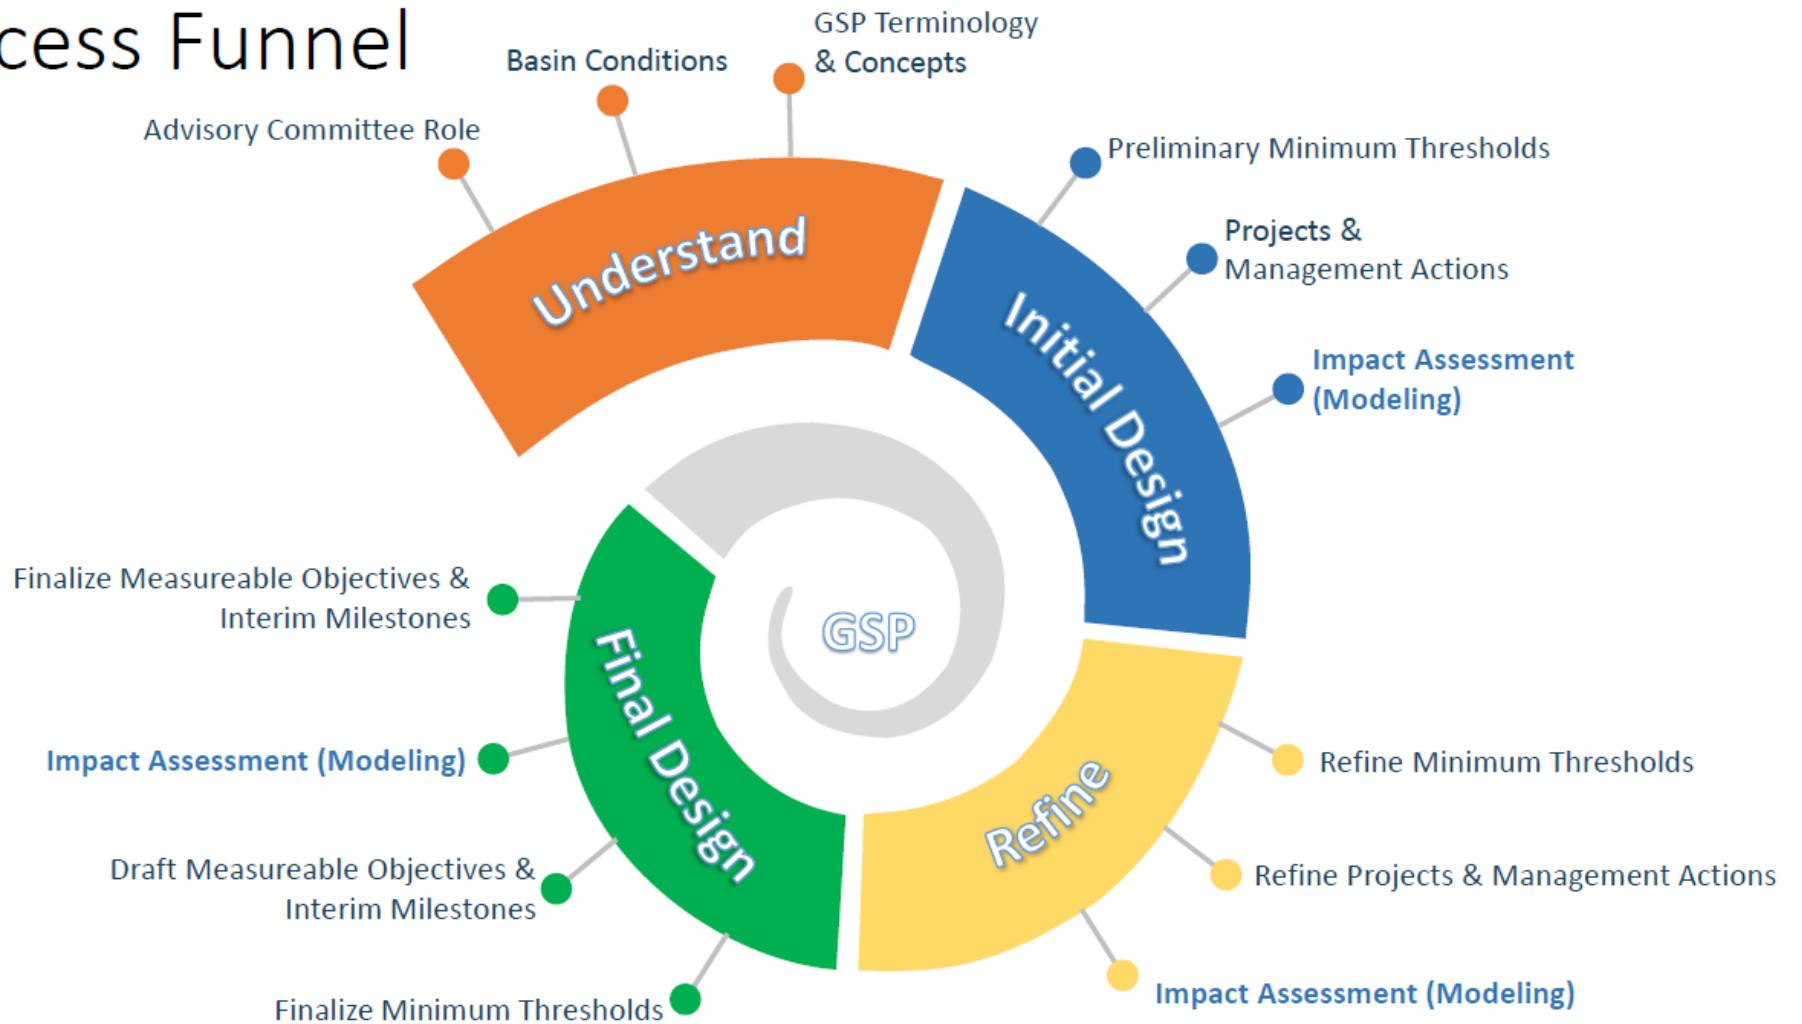 cess Funnel
GSP Terminology
& Concepts
Basin Conditions
Advisory Committee Role
Understand
Preliminary Minimum Thresholds
Projects &
Management Actions
Impact Assessment
(Modeling)
Initial Design
Refine Minimum Thresholds
Refine Projects & Management Actions
Impact Assessment (Modeling)
Refine
Finalize Minimum Thresholds
Draft Measureable Objectives &
Interim Milestones
Impact Assessment (Modeling)
Finalize Measureable Objectives &
Interim Milestones
Final Design
GSP